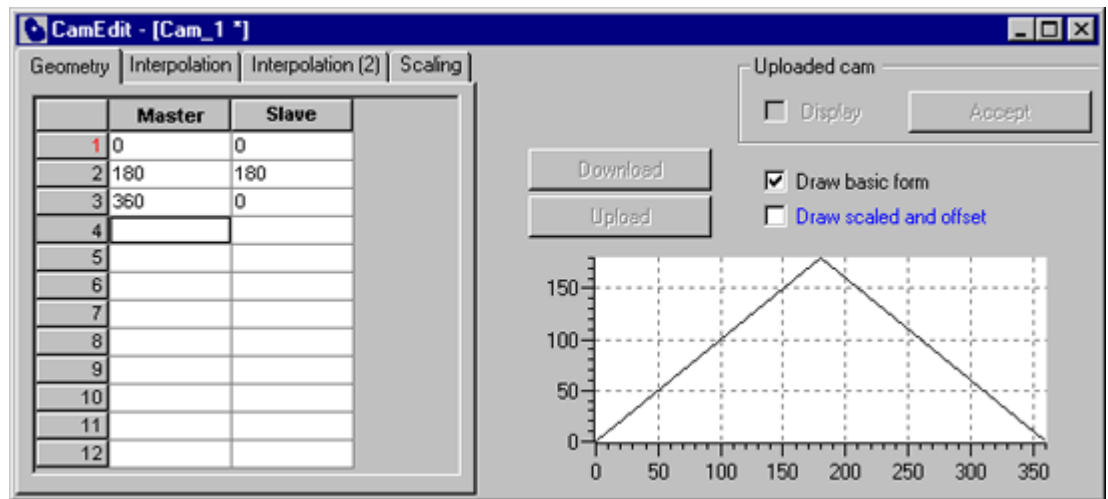 CamEdit - [Cam_1 *]
Geometry Interpolation Interpolation (2) Scaling
Master Slave
1 0 0
2 180 180
3 360 0
4
5
6
7
8
9
10
11
12
Uploaded cam
Display Accept
Download
Upload
Draw basic form
Draw scaled and offset
150
100
50
0
0 50 100 150 200 250 300 350